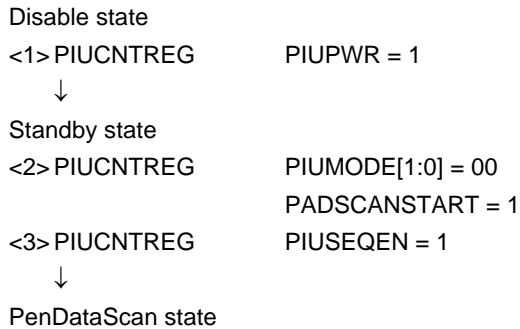 Disable state
<1> PIUCNTREG PIUPWR = 1
↓
Standby state
<2> PIUCNTREG PIUMODE[1:0] = 00
PADSCANSTART = 1
<3> PIUCNTREG PIUSEQEN = 1
↓
PenDataScan state